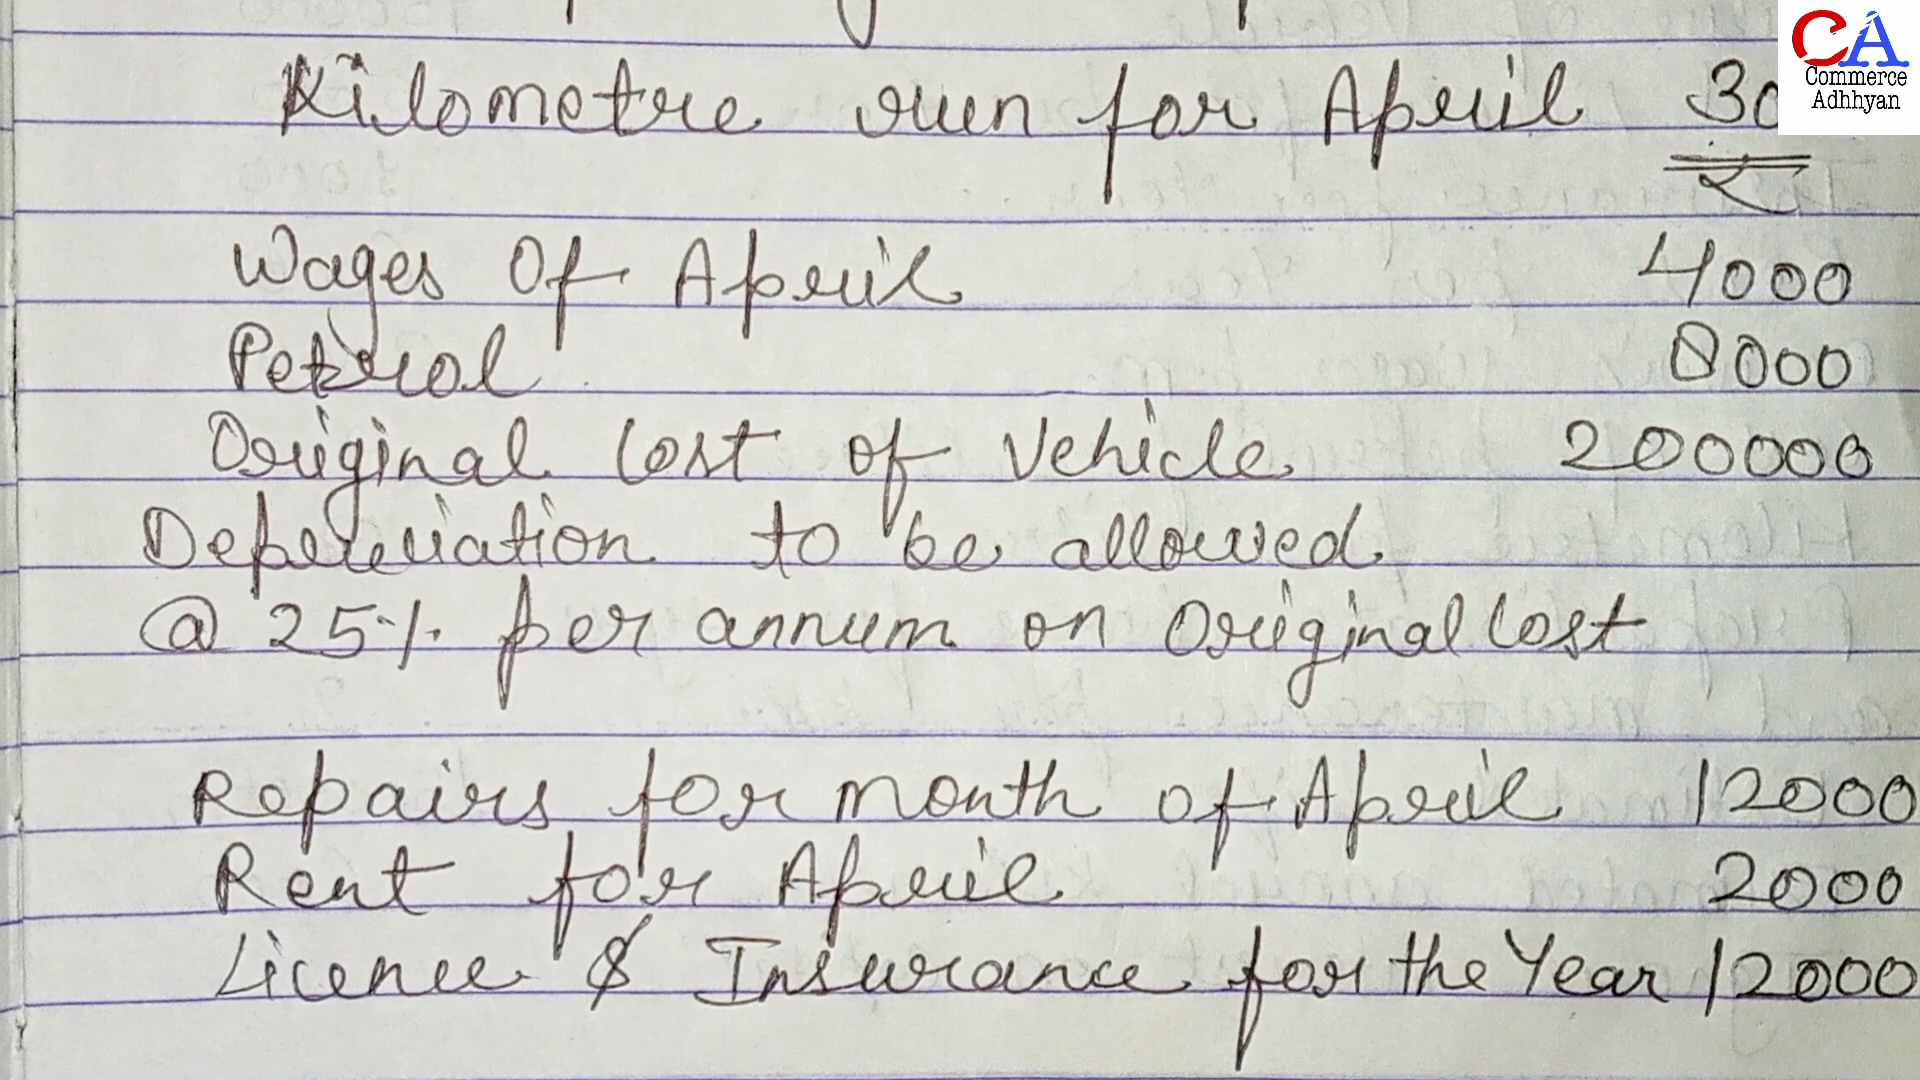 CA
Commerce
Adhhyan
Kilometre run for April
₹
Wages Of April 4000
Petrol 8000
Original Cost of Vehicle 200000
Depreciation to be allowed
@ 25% per annum on Original Cost
Repairs for month of April 12000
Rent for April 2000
Licence & Insurance for the Year 12000